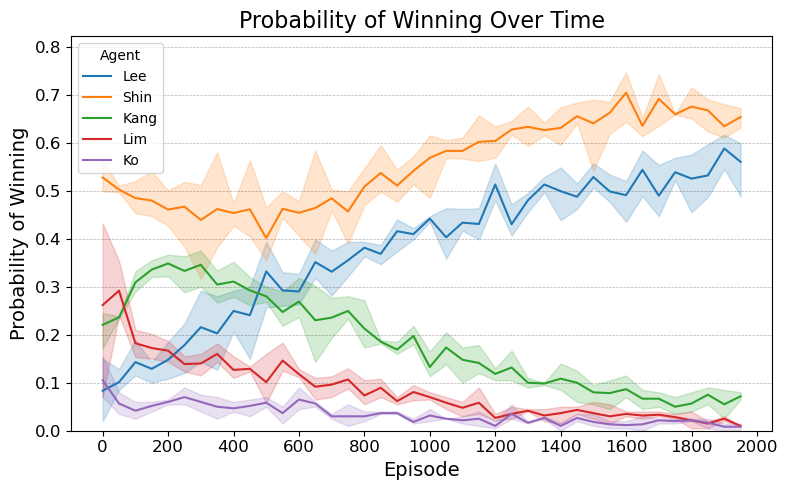 Probability of Winning Over Time
Probability of Winning
0.8
0.7
0.6
0.5
0.4
0.3
0.2
0.1
0.0
Agent
Lee
Shin
Kang
Lim
Ko
0 200 400 600 800 1000 1200 1400 1600 1800 2000
Episode